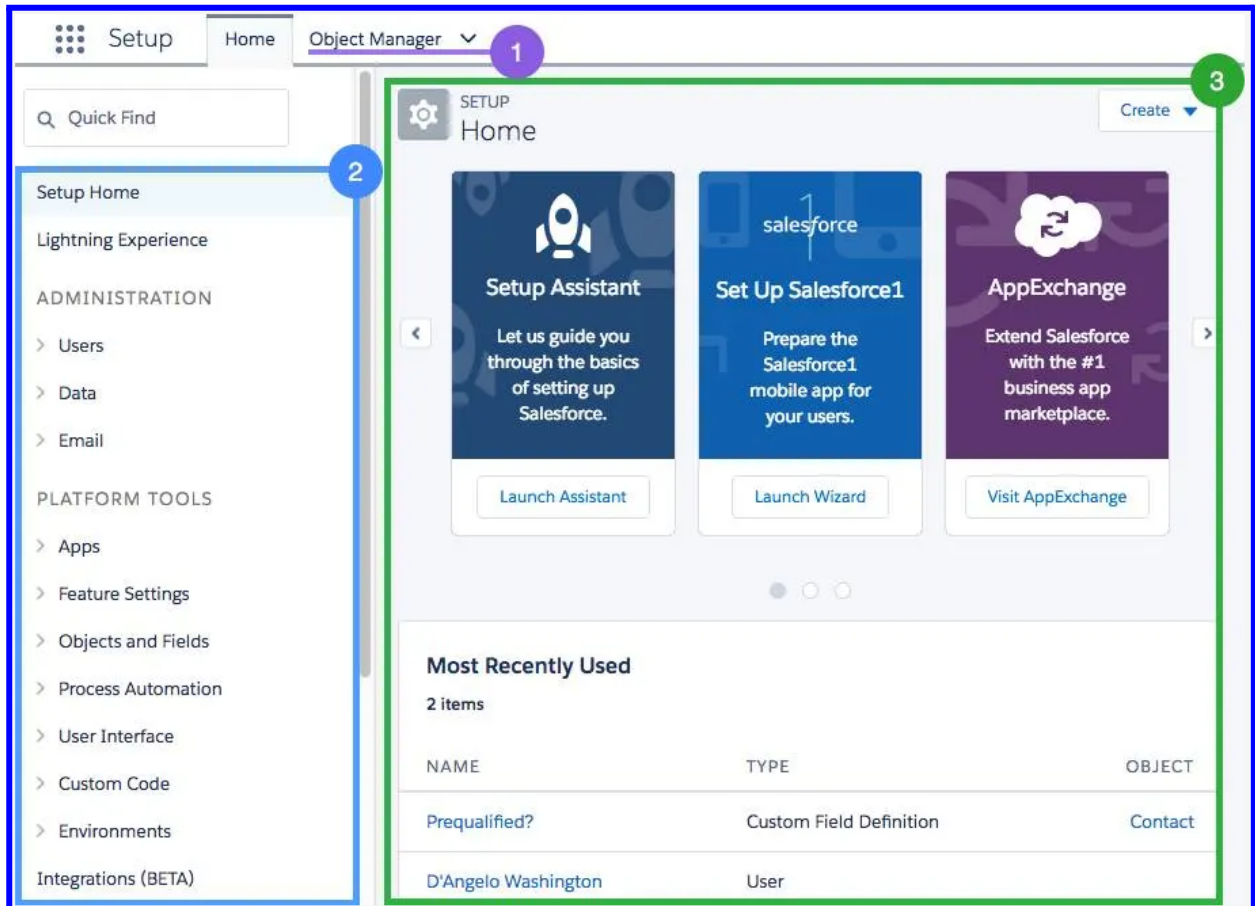 Setup
Home
Object Manager
1
Quick Find
2
Setup Home
Lightning Experience
ADMINISTRATION
Users
Data
Email
PLATFORM TOOLS
Apps
Feature Settings
Objects and Fields
Process Automation
User Interface
Custom Code
Environments
Integrations (BETA)
3
SETUP
Home
Create
Setup Assistant
Let us guide you
through the basics
of setting up
Salesforce.
Launch Assistant
salesforce
1
Set Up Salesforce1
Prepare the
Salesforce1
mobile app for
your users.
Launch Wizard
AppExchange
Extend Salesforce
with the #1
business app
marketplace.
Visit AppExchange
Most Recently Used
2 items
NAME TYPE OBJECT
Prequalified? Custom Field Definition Contact
D'Angelo Washington User